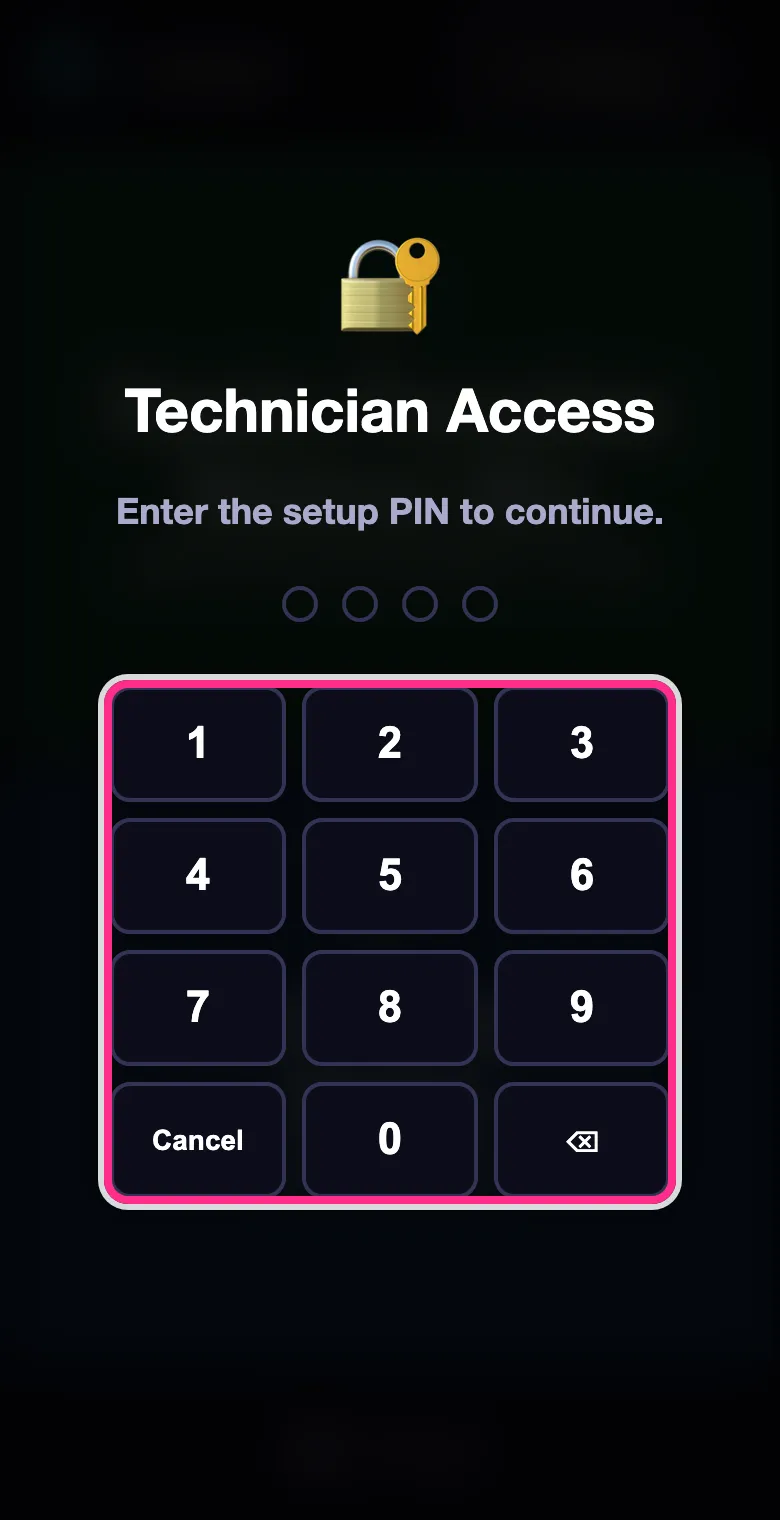 Technician Access
Enter the setup PIN to continue.
1 2 3
4 5 6
7 8 9
Cancel 0 ⌫